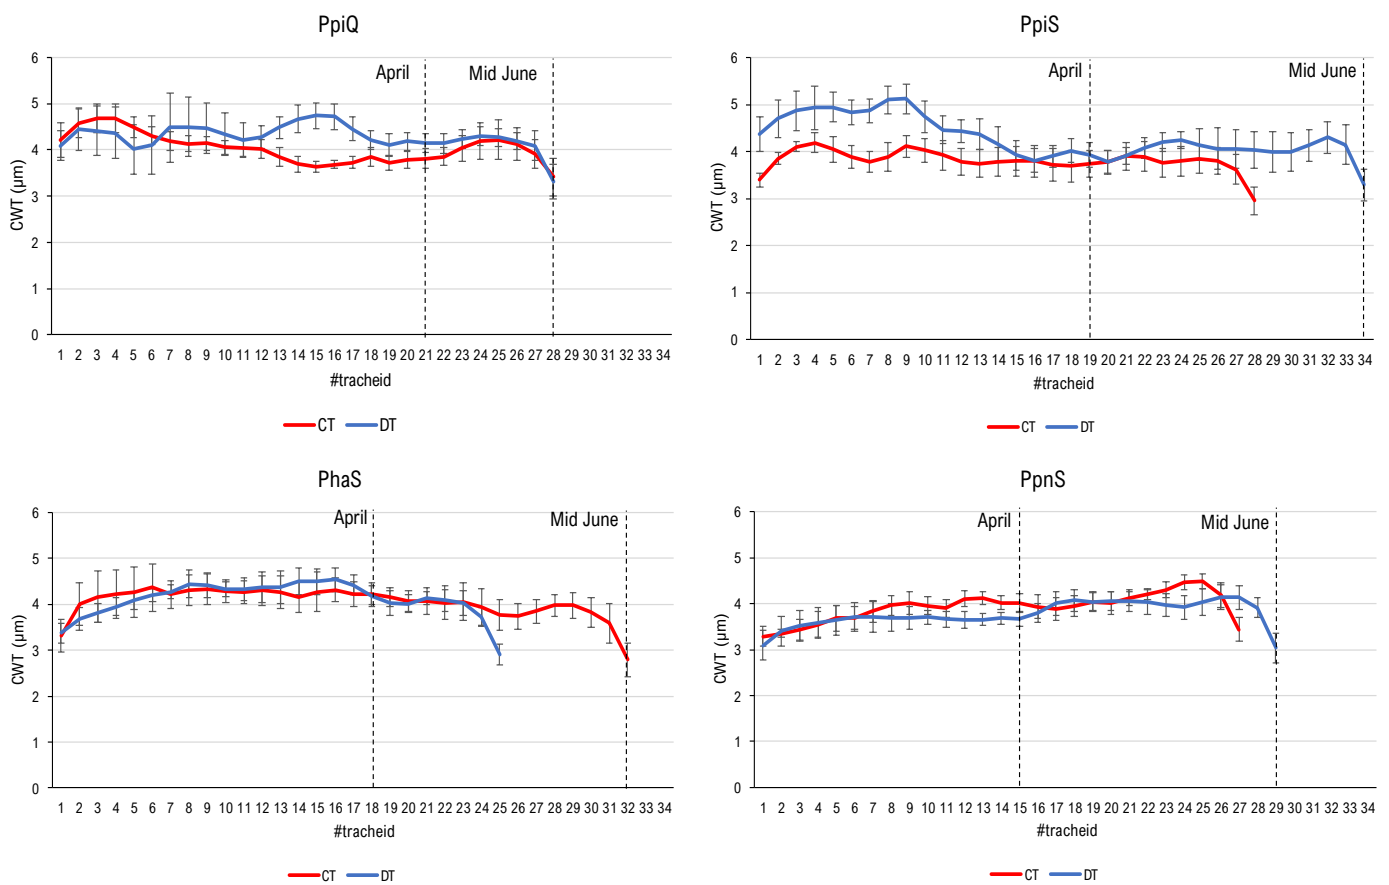 PpiQ
6
5
4
3
2
1
0
CWT (µm)
April
Mid June
1 2 3 4 5 6 7 8 9 10 11 12 13 14 15 16 17 18 19 20 21 22 23 24 25 26 27 28 29 30 31 32 33 34
#tracheid
CT DT
PpiS
6
5
4
3
2
1
0
CWT (µm)
April
Mid June
1 2 3 4 5 6 7 8 9 10 11 12 13 14 15 16 17 18 19 20 21 22 23 24 25 26 27 28 29 30 31 32 33 34
#tracheid
CT DT
PhaS
6
5
4
3
2
1
0
CWT (µm)
April
Mid June
1 2 3 4 5 6 7 8 9 10 11 12 13 14 15 16 17 18 19 20 21 22 23 24 25 26 27 28 29 30 31 32 33 34
#tracheid
CT DT
PpnS
6
5
4
3
2
1
0
CWT (µm)
April
Mid June
1 2 3 4 5 6 7 8 9 10 11 12 13 14 15 16 17 18 19 20 21 22 23 24 25 26 27 28 29 30 31 32 33 34
#tracheid
CT DT